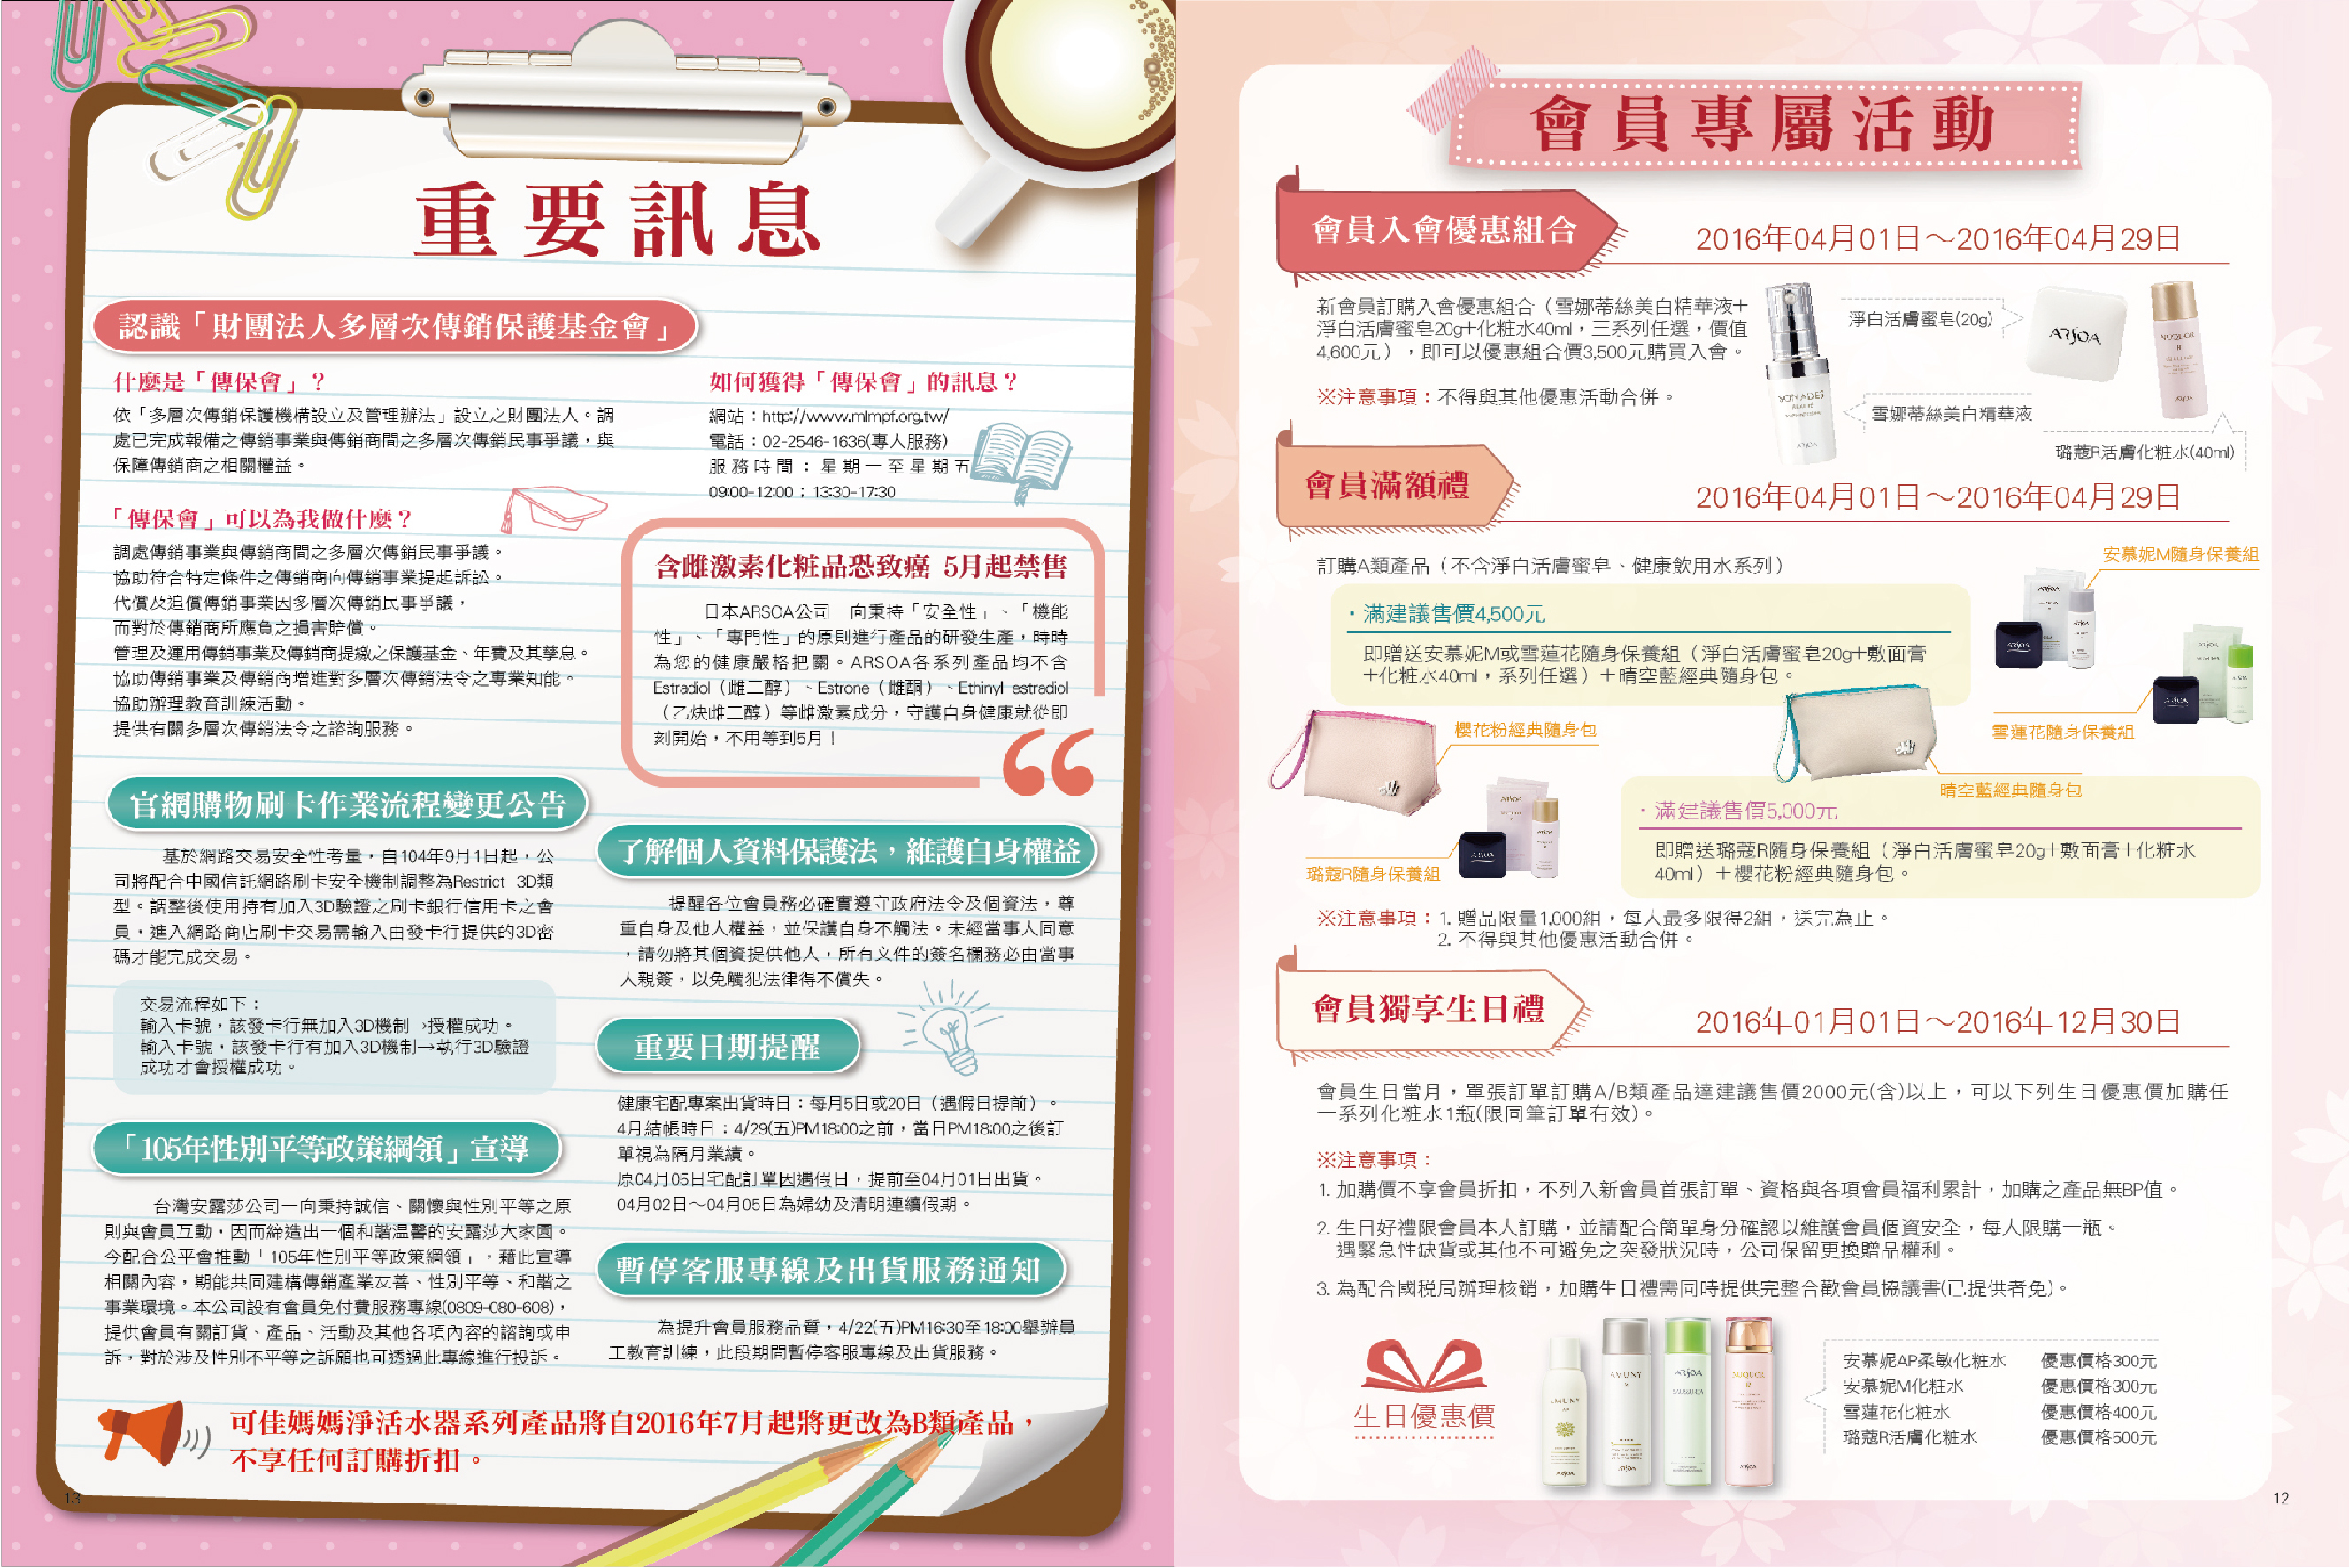 重要訊息
認識「財團法人多層次傳銷保護基金會」
什麼是「傳保會」？
依「多層次傳銷保護機構設立及管理辦法」設立之財團法人。調
處已完成報備之傳銷事業與傳銷商間之多層次傳銷民事爭議，與
保障傳銷商之相關權益。
「傳保會」可以為我做什麼？
調處傳銷事業與傳銷商間之多層次傳銷民事爭議。
協助符合特定條件之傳銷商向傳銷事業提起訴訟。
代償及追償傳銷事業因多層次傳銷民事爭議，
而對於傳銷商所應負之損害賠償。
管理及運用傳銷事業及傳銷商提繳之保護基金、年費及其孳息。
協助傳銷事業及傳銷商增進對多層次傳銷法令之專業知能。
協助辦理教育訓練活動。
提供有關多層次傳銷法令之諮詢服務。
如何獲得「傳保會」的訊息？
網站：http://www.mlmpf.org.tw/
電話：02-2546-1636(專人服務)
服務時間：星期一至星期五
09:00-12:00；13:30-17:30
含雌激素化粧品恐致癌 5月起禁售
日本ARSOA公司一向秉持「安全性」、「機能
性」、「專門性」的原則進行產品的研發生產，時時
為您的健康嚴格把關。ARSOA各系列產品均不含
Estradiol（雌二醇）、Estrone（雌酮）、Ethinyl estradiol
（乙炔雌二醇）等雌激素成分，守護自身健康就從即
刻開始，不用等到5月！
官網購物刷卡作業流程變更公告
基於網路交易安全性考量，自104年9月1日起，公
司將配合中國信託網路刷卡安全機制調整為Restrict 3D類
型。調整後使用持有加入3D驗證之刷卡銀行信用卡之會
員，進入網路商店刷卡交易需輸入由發卡行提供的3D密
碼才能完成交易。
交易流程如下：
輸入卡號，該發卡行無加入3D機制→授權成功。
輸入卡號，該發卡行有加入3D機制→執行3D驗證
成功才會授權成功。
「105年性別平等政策綱領」宣導
台灣安露莎公司一向秉持誠信、關懷與性別平等之原
則與會員互動，因而締造出一個和諧溫馨的安露莎大家園。
今配合公平會推動「105年性別平等政策綱領」，藉此宣導
相關內容，期能共同建構傳銷產業友善、性別平等、和諧之
事業環境。本公司設有會員免付費服務專線(0809-080-608)，
提供會員有關訂貨、產品、活動及其他各項內容的諮詢或申
訴，對於涉及性別不平等之訴願也可透過此專線進行投訴。
了解個人資料保護法，維護自身權益
提醒各位會員務必確實遵守政府法令及個資法，尊
重自身及他人權益，並保護自身不觸法。未經當事人同意
，請勿將其個資提供他人，所有文件的簽名欄務必由當事
人親簽，以免觸犯法律得不償失。
重要日期提醒
健康宅配專案出貨時日：每月5日或20日（遇假日提前）。
4月結帳時日：4/29(五)PM18:00之前，當日PM18:00之後訂
單視為隔月業績。
原04月05日宅配訂單因遇假日，提前至04月01日出貨。
04月02日～04月05日為婦幼及清明連續假期。
暫停客服專線及出貨服務通知
為提升會員服務品質，4/22(五)PM16:30至18:00舉辦員
工教育訓練，此段期間暫停客服專線及出貨服務。
可佳媽媽淨活水器系列產品將自2016年7月起將更改為B類產品，
不享任何訂購折扣。
13
會員專屬活動
會員入會優惠組合
2016年04月01日～2016年04月29日
新會員訂購入會優惠組合（雪娜蒂絲美白精華液＋
淨白活膚蜜皂20g＋化粧水40ml，三系列任選，價值
4,600元），即可以優惠組合價3,500元購買入會。
※注意事項：不得與其他優惠活動合併。
淨白活膚蜜皂(20g)
ARSOA
雪娜蒂絲美白精華液
璐蔻R活膚化粧水(40ml)
會員滿額禮
2016年04月01日～2016年04月29日
訂購A類產品（不含淨白活膚蜜皂、健康飲用水系列）
安慕妮M隨身保養組
・滿建議售價4,500元
即贈送安慕妮M或雪蓮花隨身保養組（淨白活膚蜜皂20g＋敷面膏
＋化粧水40ml，系列任選）＋晴空藍經典隨身包。
櫻花粉經典隨身包
雪蓮花隨身保養組
晴空藍經典隨身包
・滿建議售價5,000元
即贈送璐蔻R隨身保養組（淨白活膚蜜皂20g＋敷面膏＋化粧水
40ml）＋櫻花粉經典隨身包。
璐蔻R隨身保養組
※注意事項：1. 贈品限量1,000組，每人最多限得2組，送完為止。
2. 不得與其他優惠活動合併。
會員獨享生日禮
2016年01月01日～2016年12月30日
會員生日當月，單張訂單訂購A/B類產品達建議售價2000元(含)以上，可以下列生日優惠價加購任
一系列化粧水1瓶(限同筆訂單有效)。
※注意事項：
1. 加購價不享會員折扣，不列入新會員首張訂單、資格與各項會員福利累計，加購之產品無BP值。
2. 生日好禮限會員本人訂購，並請配合簡單身分確認以維護會員個資安全，每人限購一瓶。
遇緊急性缺貨或其他不可避免之突發狀況時，公司保留更換贈品權利。
3. 為配合國稅局辦理核銷，加購生日禮需同時提供完整合歡會員協議書(已提供者免)。
生日優惠價
安慕妮AP柔敏化粧水 優惠價格300元
安慕妮M化粧水 優惠價格300元
雪蓮花化粧水 優惠價格400元
璐蔻R活膚化粧水 優惠價格500元
12